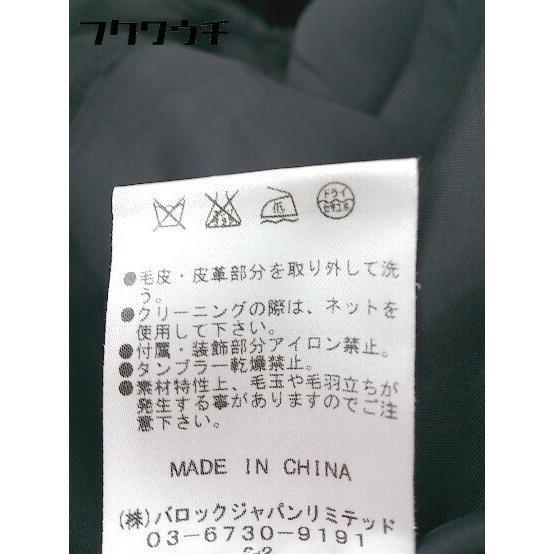 フクワウチ
低
ドライ
セキユ系
●毛皮・皮革部分を取り外して洗
う。
●クリーニングの際は、ネットを
使用して下さい。
●付属・装飾部分アイロン禁止。
●タンブラー乾燥禁止。
●素材特性上、毛玉や毛羽立ちが
発生する事がありますのでご注
意下さい。
MADE IN CHINA
(株)バロックジャパンリミテッド
03-6730-9191